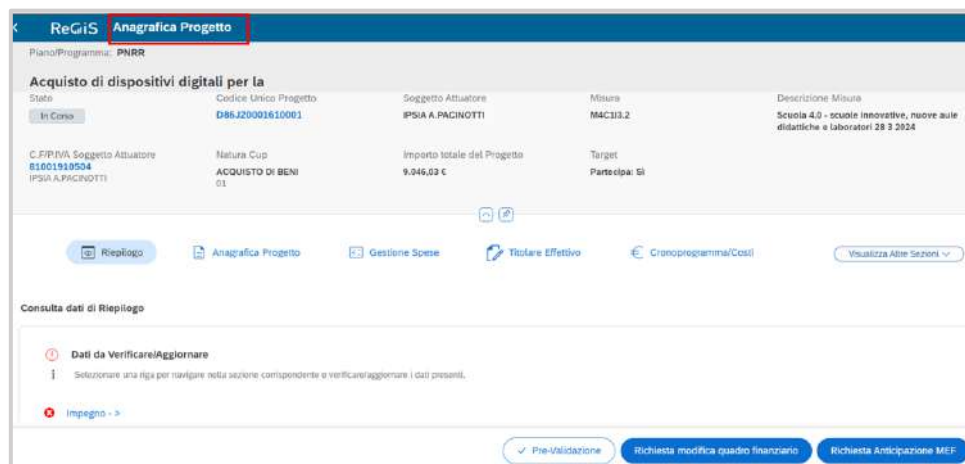 ReGiS Anagrafica Progetto
Piano/Programma: PNRR
Acquisto di dispositivi digitali per la
Stato
In Corso
Codice Unico Progetto
D86J20001610001
Soggetto Attuatore
IPSIA A.PACINOTTI
Misura
M4C1I3.2
Descrizione Misura
Scuola 4.0 - scuole innovative, nuove aule
didattiche e laboratori 28 3 2024
C.F/P.IVA Soggetto Attuatore
81001910504
IPSIA A.PACINOTTI
Natura Cup
ACQUISTO DI BENI
01
Importo totale del Progetto
9.046,03 €
Target
Partecipa: Sì
Riepilogo
Anagrafica Progetto
Gestione Spese
Titolare Effettivo
Cronoprogramma/Costi
Visualizza Altre Sezioni
Consulta dati di Riepilogo
Dati da Verificare/Aggiornare
Selezionare una riga per navigare nella sezione corrispondente e verificare/aggiornare i dati presenti.
Impegno - >
Pre-Validazione
Richiesta modifica quadro finanziario
Richiesta Anticipazione MEF